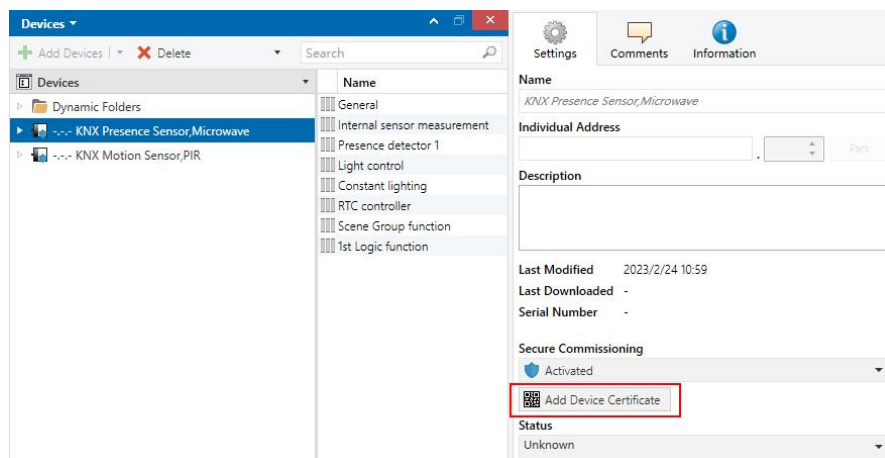 Devices
Add Devices
Delete
Search
Devices
Dynamic Folders
-.-.- KNX Presence Sensor,Microwave
-.-.- KNX Motion Sensor,PIR
Name
General
Internal sensor measurement
Presence detector 1
Light control
Constant lighting
RTC controller
Scene Group function
1st Logic function
Settings
Comments
Information
Name
KNX Presence Sensor,Microwave
Individual Address
. Park
Description
Last Modified 2023/2/24 10:59
Last Downloaded -
Serial Number -
Secure Commissioning
Activated
Add Device Certificate
Status
Unknown